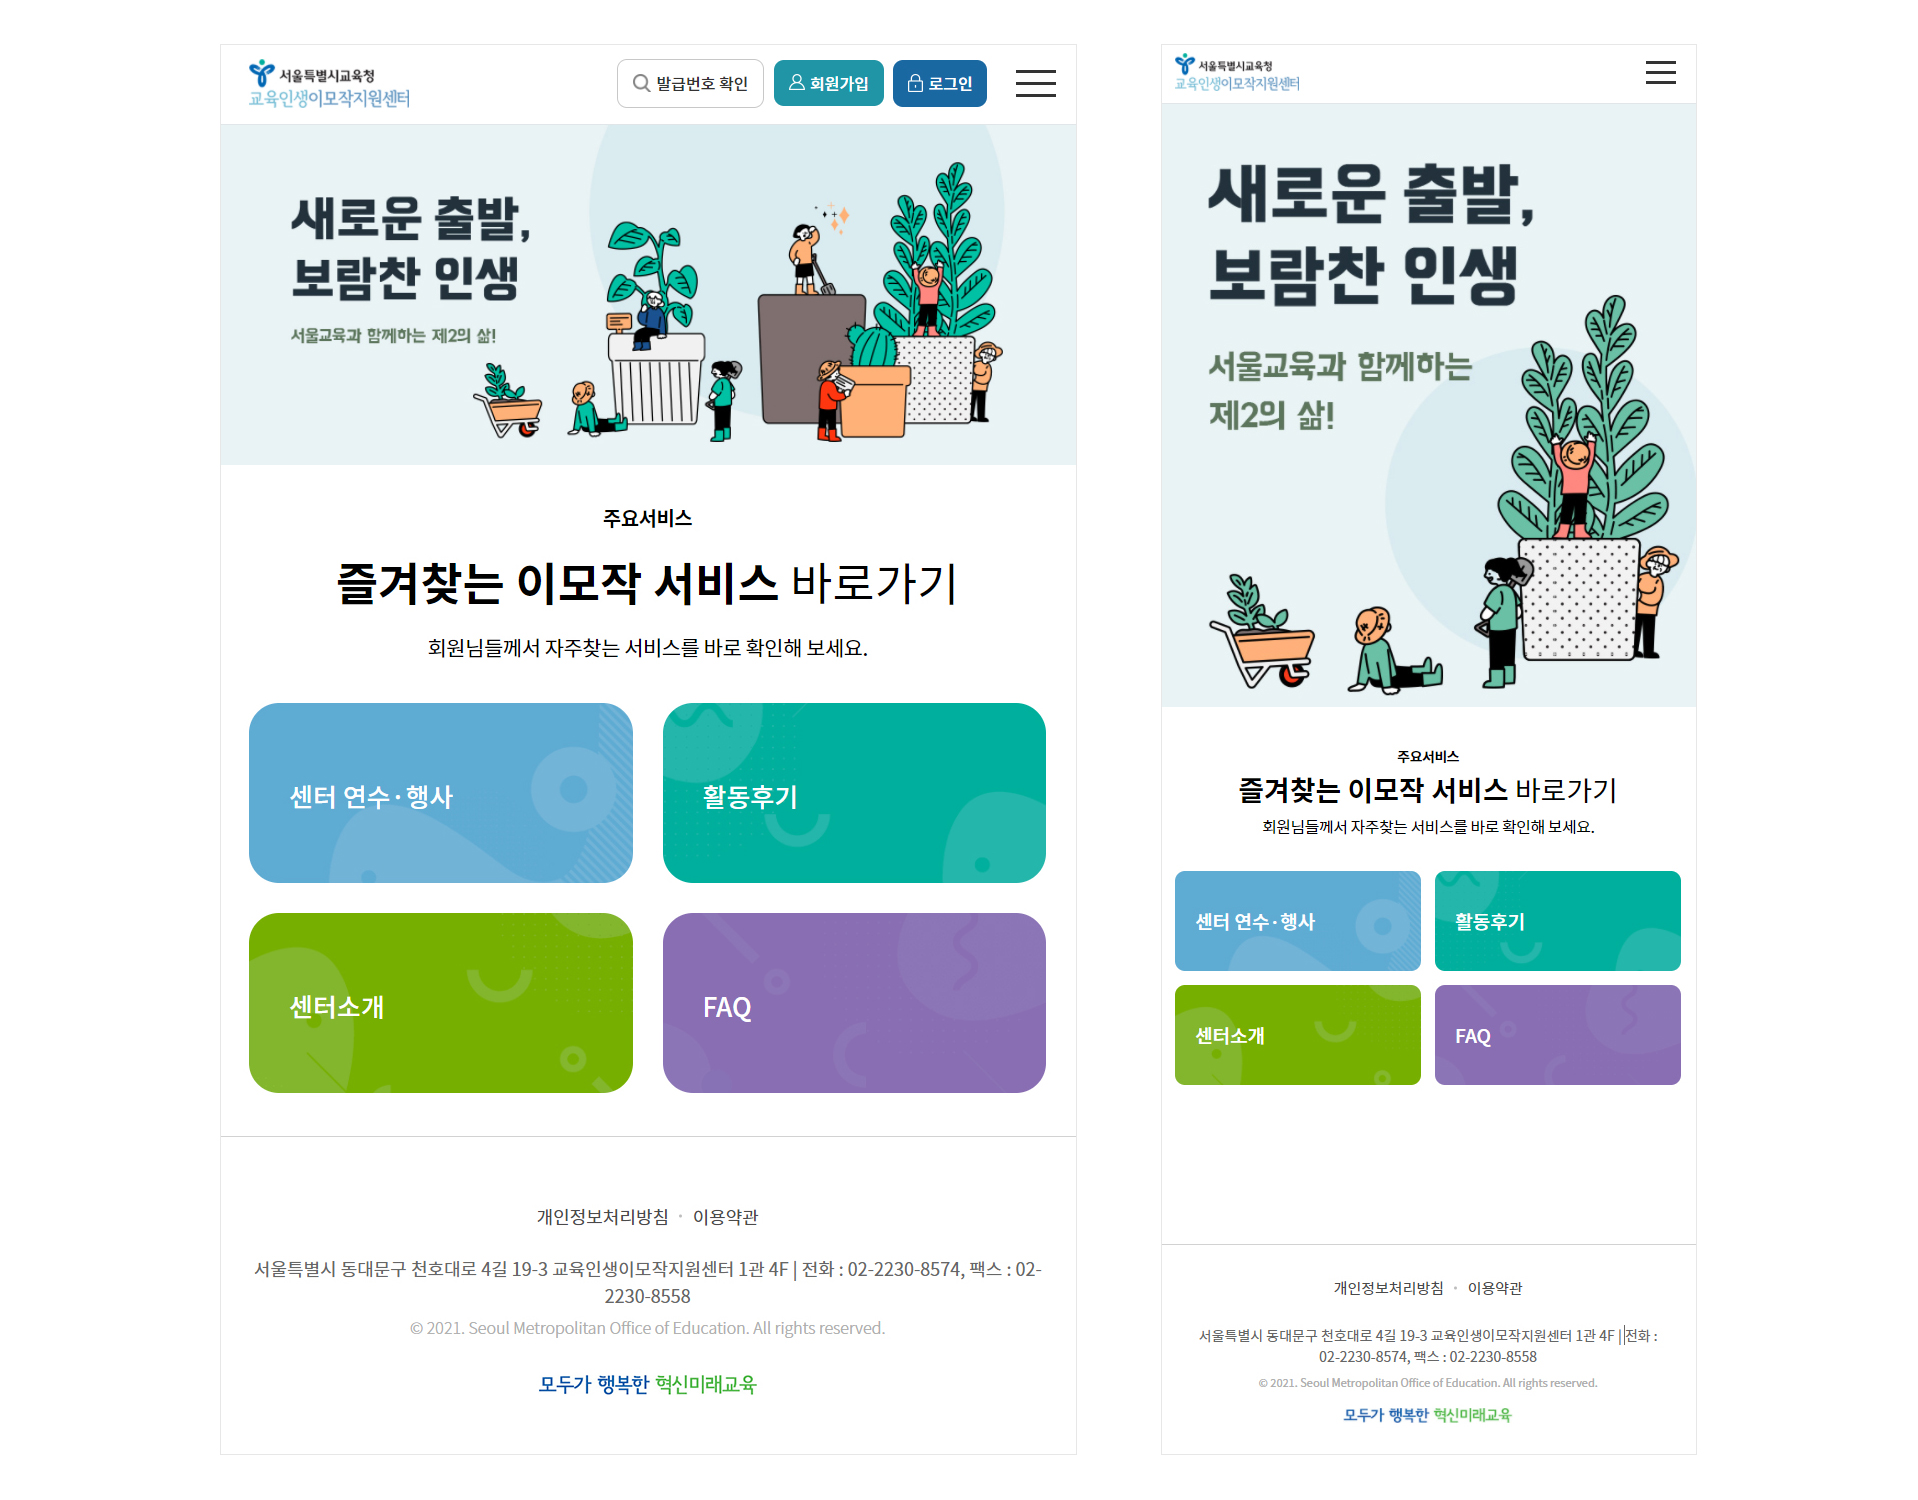 서울특별시교육청
교육인생이모작지원센터
발급번호 확인
회원가입
로그인
새로운 출발,
보람찬 인생
서울교육과 함께하는 제2의 삶!
주요서비스
즐겨찾는 이모작 서비스 바로가기
회원님들께서 자주찾는 서비스를 바로 확인해 보세요.
센터 연수·행사
활동후기
센터소개
FAQ
개인정보처리방침 • 이용약관
서울특별시 동대문구 천호대로 4길 19-3 교육인생이모작지원센터 1관 4F | 전화 : 02-2230-8574, 팩스 : 02-
2230-8558
© 2021. Seoul Metropolitan Office of Education. All rights reserved.
모두가 행복한 혁신미래교육
서울특별시교육청
교육인생이모작지원센터
새로운 출발,
보람찬 인생
서울교육과 함께하는
제2의 삶!
주요서비스
즐겨찾는 이모작 서비스 바로가기
회원님들께서 자주찾는 서비스를 바로 확인해 보세요.
센터 연수·행사
활동후기
센터소개
FAQ
개인정보처리방침 • 이용약관
서울특별시 동대문구 천호대로 4길 19-3 교육인생이모작지원센터 1관 4F | 전화 :
02-2230-8574, 팩스 : 02-2230-8558
© 2021. Seoul Metropolitan Office of Education. All rights reserved.
모두가 행복한 혁신미래교육